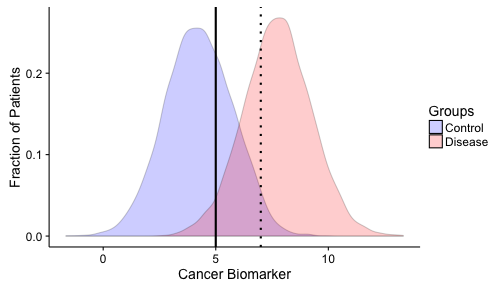 Fraction of Patients
0.2
0.1
0.0
0
5
10
Cancer Biomarker
Groups
Control
Disease